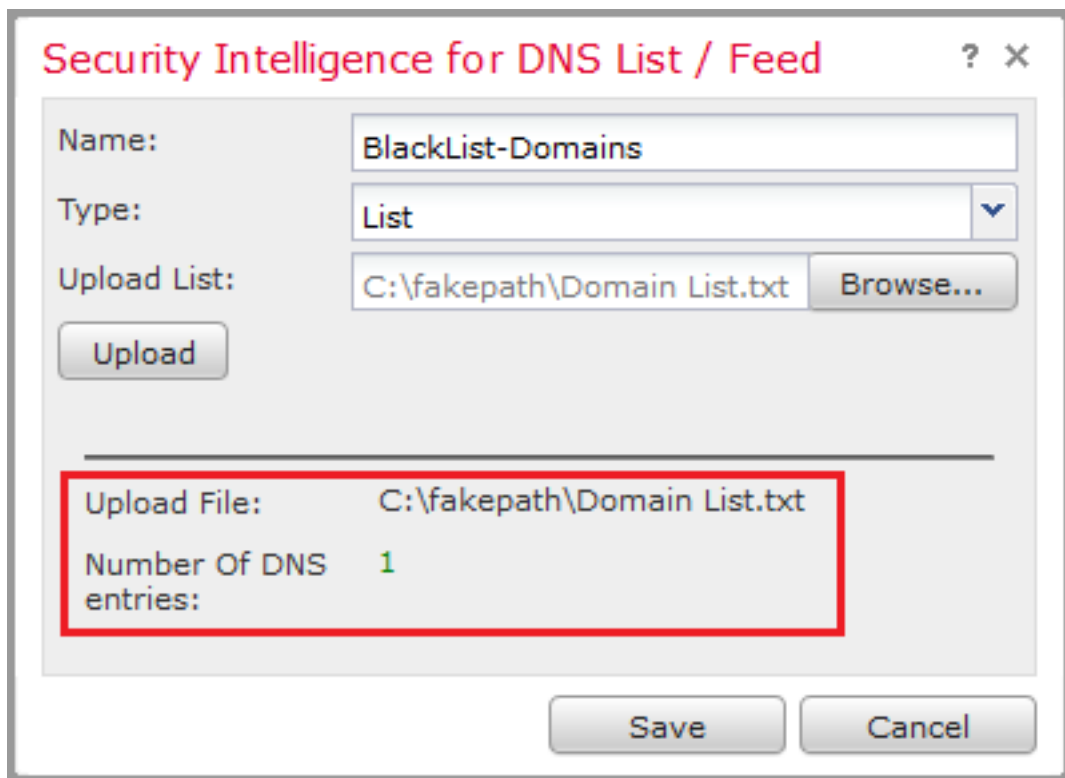 Security Intelligence for DNS List / Feed ? ×
Name: BlackList-Domains
Type: List
Upload List: C:\fakepath\Domain List.txt Browse...
Upload
Upload File: C:\fakepath\Domain List.txt
Number Of DNS 1
entries:
Save Cancel